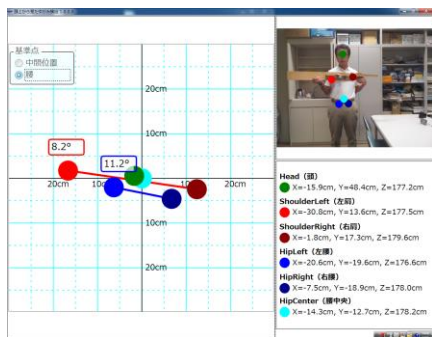 基準点
中間位置
腰
20cm
10cm
8.2°
11.2°
20cm
10c
10cm
20cm
10cm
20cm
Head（頭）
X=-15.9cm, Y=48.4cm, Z=177.2cm
ShoulderLeft（左肩）
X=-30.8cm, Y=13.6cm, Z=177.5cm
ShoulderRight（右肩）
X=-1.8cm, Y=17.3cm, Z=179.6cm
HipLeft（左腰）
X=-20.6cm, Y=-19.6cm, Z=176.6cm
HipRight（右腰）
X=-7.5cm, Y=-18.9cm, Z=178.0cm
HipCenter（腰中央）
X=-14.3cm, Y=-12.7cm, Z=178.2cm